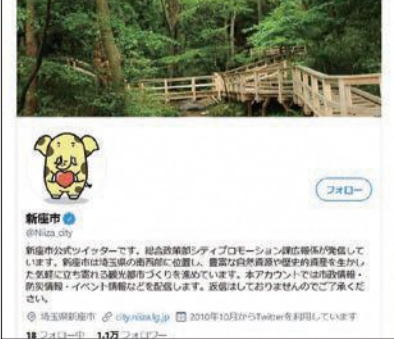 フォロー
新座市
@Niiza_city
新座市公式ツイッターです。総合政策部シティプロモーション課広報係が発信して
います。新座市は埼玉県の南西部に位置し、豊富な自然資源や歴史的資産を生かし
た気軽に立ち寄れる観光都市づくりを進めています。本アカウントでは市政情報・
防災情報・イベント情報などを配信します。返信はしておりませんのでご了承くだ
さい。
埼玉県新座市 city.niiza.lg.jp 2010年10月からTwitterを利用しています
18 フォロー中 1.1万 フォロワー